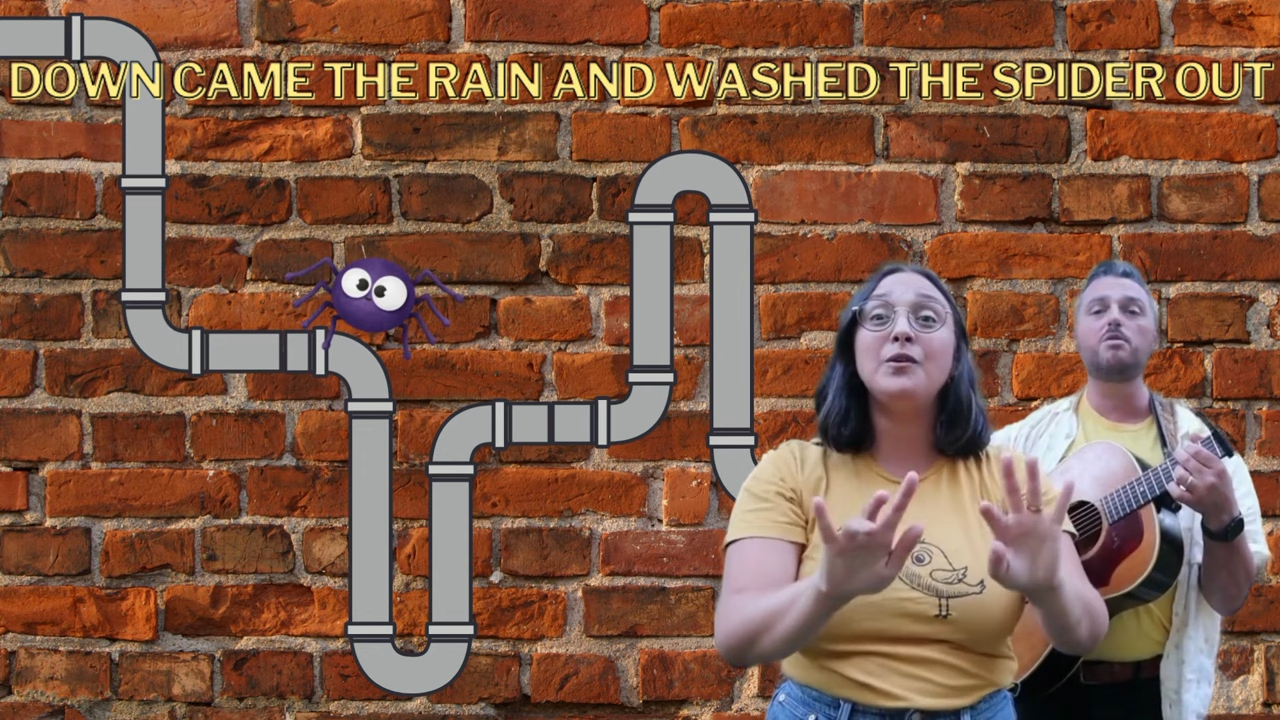 DOWN CAME THE RAIN AND WASHED THE SPIDER OUT